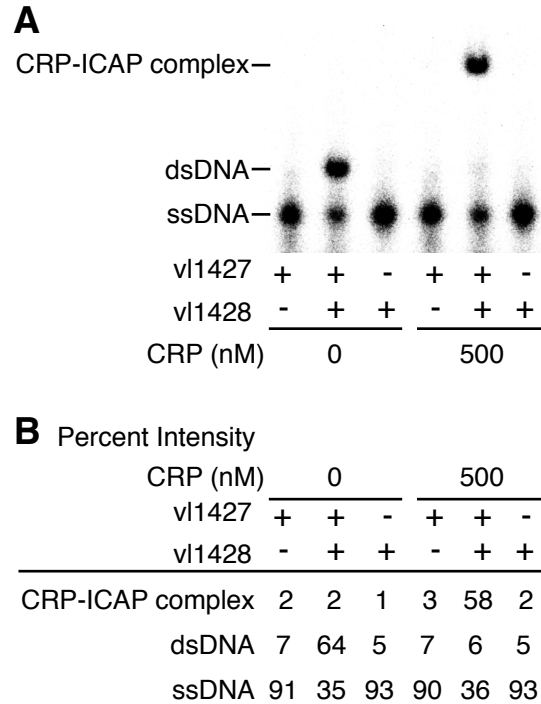 A
CRP-ICAP complex
dsDNA
ssDNA
vl1427 + + - + + -
vl1428 - + + - + +
CRP (nM) 0 500
B Percent Intensity
CRP (nM) 0 500
vl1427 + + - + + -
vl1428 - + + - + +
CRP-ICAP complex 2 2 1 3 58 2
dsDNA 7 64 5 7 6 5
ssDNA 91 35 93 90 36 93